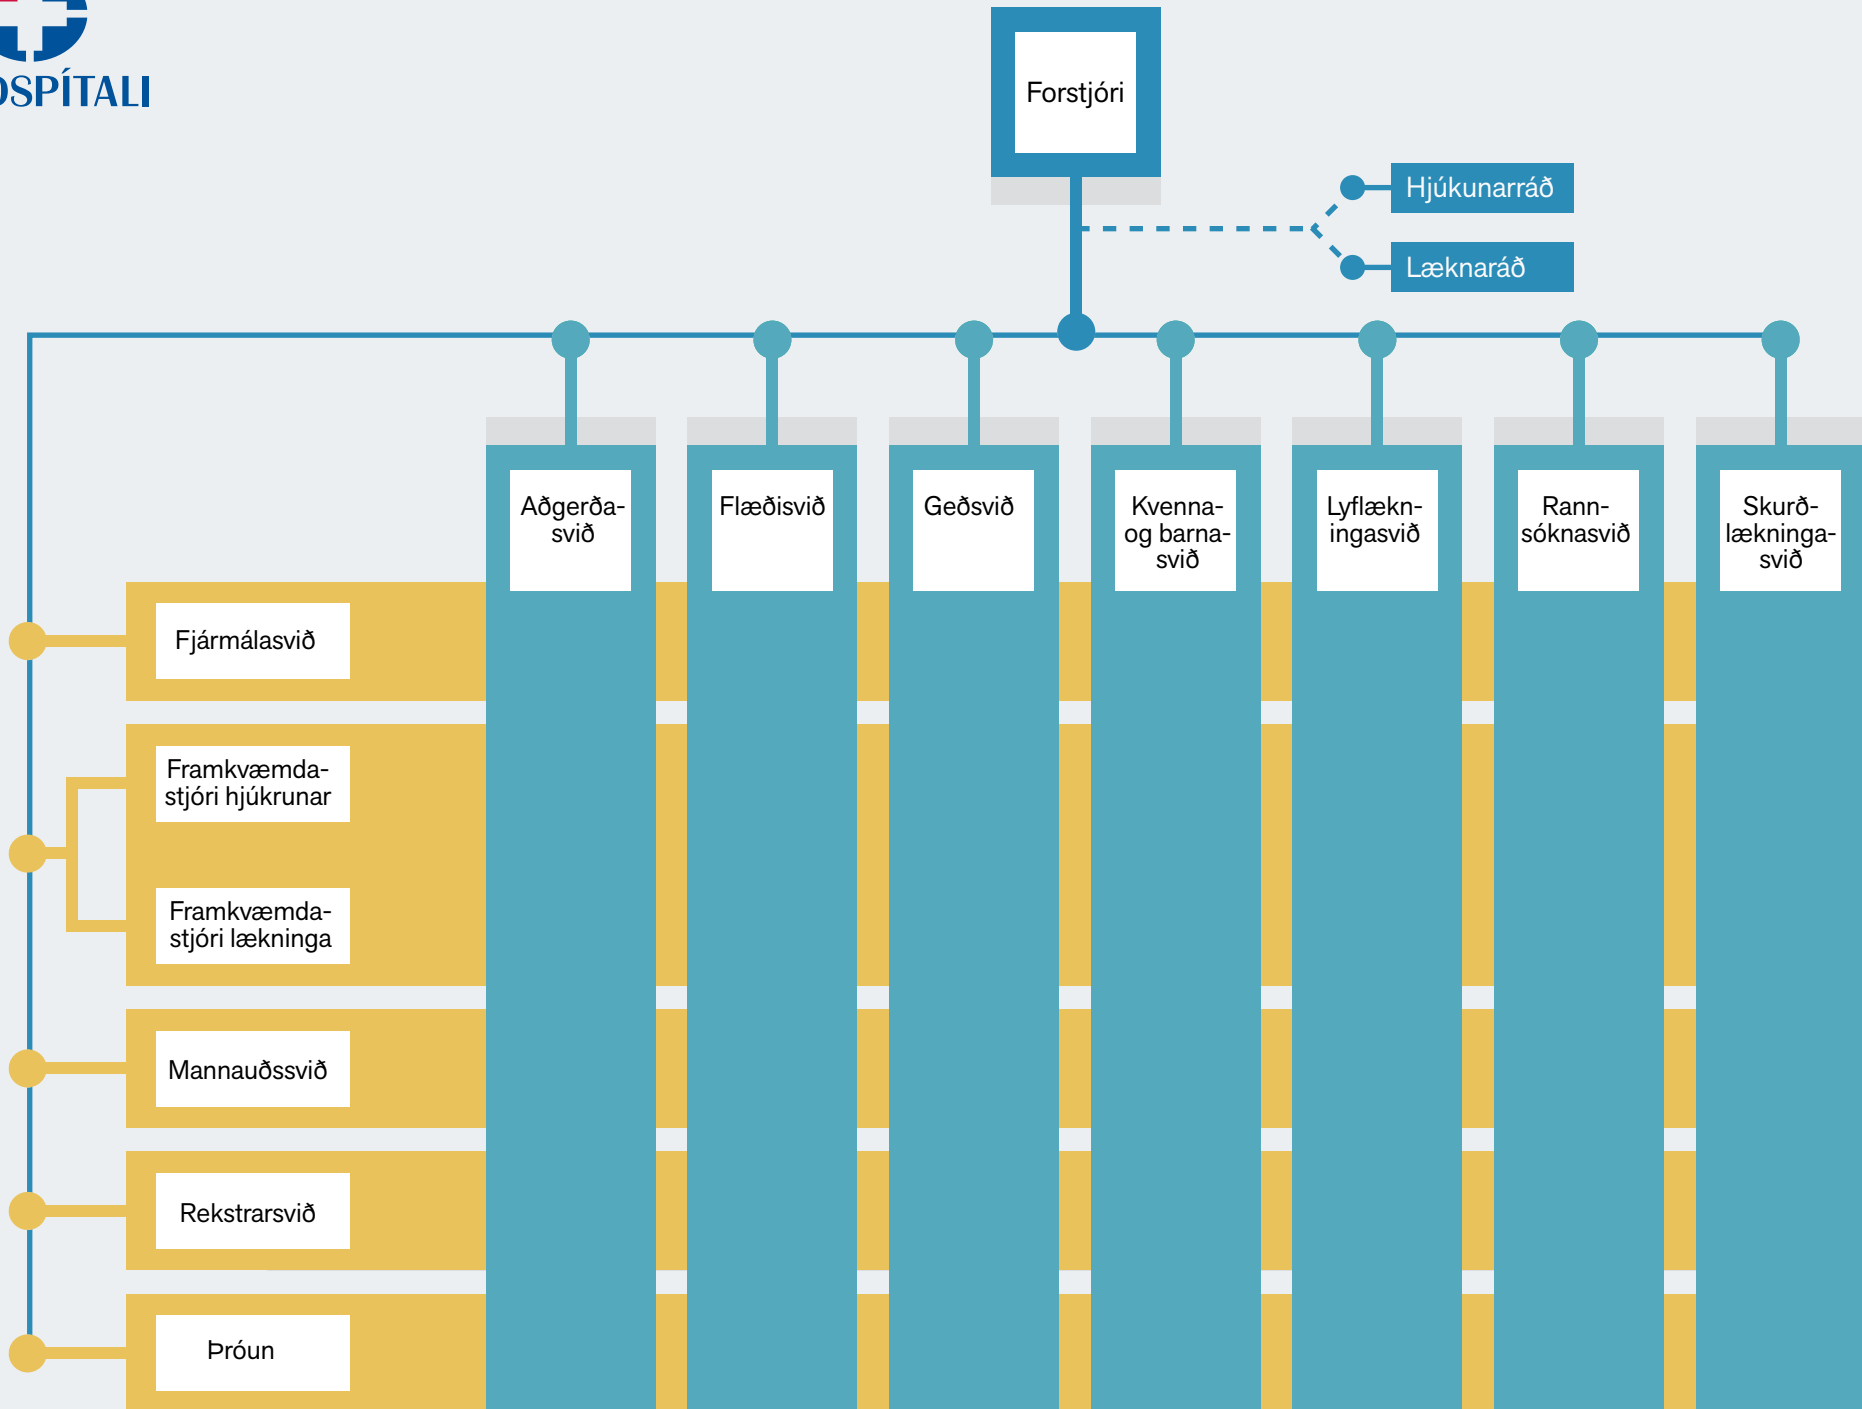 OSPÍTALI
Forstjóri
Hjúkunarráð
Læknaráð
Aðgerða-
svið
Flæðisvið
Geðsvið
Kvenna-
og barna-
svið
Lyflækn-
ingasvið
Rann-
sóknasvið
Skurð-
lækninga-
svið
Fjármálasvið
Framkvæmda-
stjóri hjúkrunar
Framkvæmda-
stjóri lækninga
Mannauðssvið
Rekstrarsvið
Þróun